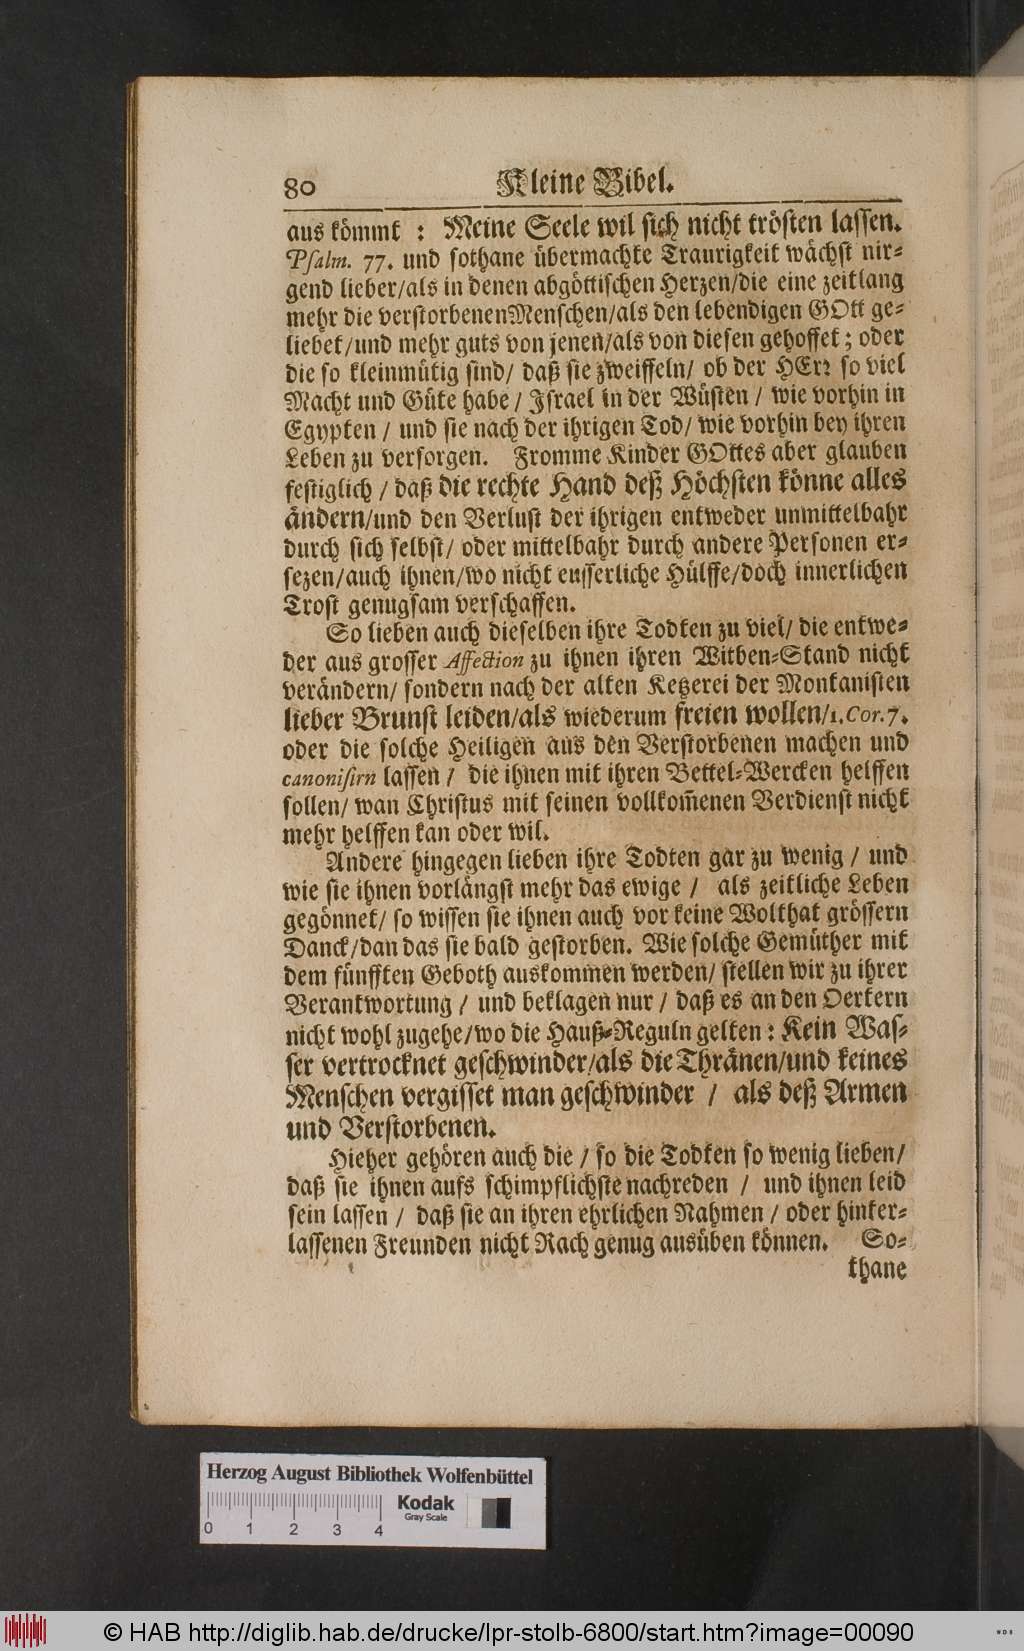 80 Kleine Bibel.
aus kömmt : Meine Seele wil sich nicht trösten lassen.
Psalm. 77. und sothane übermachte Traurigkeit wächst nir-
gend lieber/als in denen abgöttischen Herzen/die eine zeitlang
mehr die verstorbenen Menschen/als den lebendigen GOtt ge-
liebet/und mehr guts von jenen/als von diesen gehoffet; oder
die so kleinmütig sind/ daß sie zweiffeln/ ob der HErr so viel
Macht und Güte habe/ Israel in der Wüsten / wie vorhin in
Egypten / und sie nach der ihrigen Tod/ wie vorhin bey ihren
Leben zu versorgen. Fromme Kinder GOttes aber glauben
festiglich / daß die rechte Hand deß Höchsten könne alles
ändern/und den Verlust der ihrigen entweder unmittelbahr
durch sich selbst/ oder mittelbahr durch andere Personen er-
sezen/auch ihnen/wo nicht eusserliche Hülffe/doch innerlichen
Trost genugsam verschaffen.
So lieben auch dieselben ihre Todten zu viel/ die entwe-
der aus grosser Affection zu ihnen ihren Witben-Stand nicht
verändern/ sondern nach der alten Ketzerei der Montanisten
lieber Brunst leiden/als wiederum freien wollen/1. Cor. 7.
oder die solche Heiligen aus den Verstorbenen machen und
canonisirn lassen / die ihnen mit ihren Bettel-Wercken helffen
sollen/ wan Christus mit seinen vollkom̅enen Verdienst nicht
mehr helffen kan oder wil.
Andere hingegen lieben ihre Todten gar zu wenig / und
wie sie ihnen vorlängst mehr das ewige / als zeitliche Leben
gegönnet/ so wissen sie ihnen auch vor keine Wolthat grössern
Danck/dan das sie bald gestorben. Wie solche Gemüther mit
dem fünfften Geboth auskommen werden/ stellen wir zu ihrer
Verantwortung / und beklagen nur / daß es an den Oertern
nicht wohl zugehe/wo die Hauß-Reguln gelten: Kein Was-
ser vertrocknet geschwinder/als die Thränen/und keines
Menschen vergisset man geschwinder / als deß Armen
und Verstorbenen.
Hieher gehören auch die / so die Todten so wenig lieben/
daß sie ihnen aufs schimpflichste nachreden / und ihnen leid
sein lassen / daß sie an ihren ehrlichen Nahmen / oder hinter-
lassenen Freunden nicht Rach genug ausüben können. So-
thane
Herzog August Bibliothek Wolfenbüttel
0 1 2 3 4
Kodak
Gray Scale
© HAB http://diglib.hab.de/drucke/lpr-stolb-6800/start.htm?image=00090
WDB